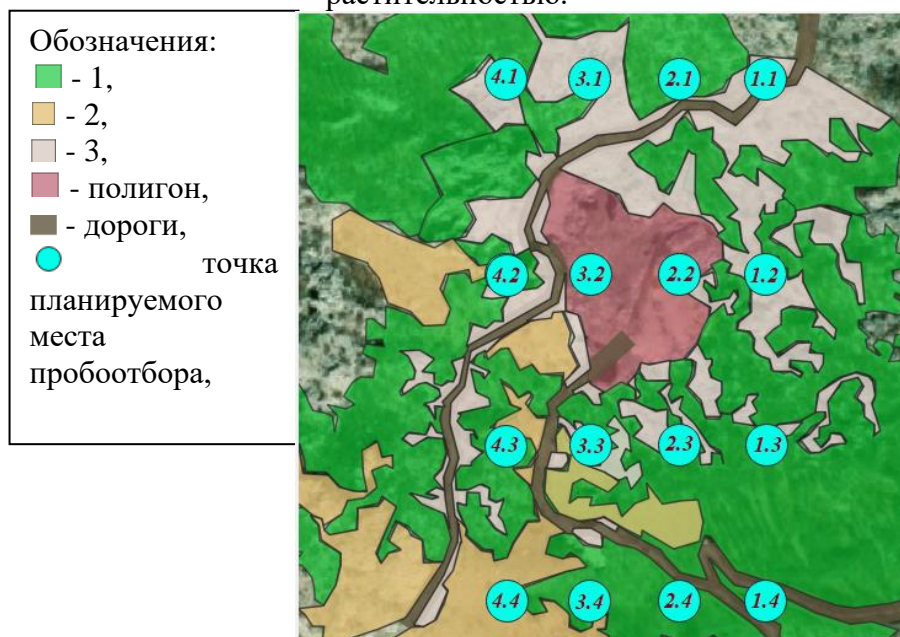 растительностью.
Обозначения:
- 1,
- 2,
- 3,
- полигон,
- дороги,
точка
планируемого
места
пробоотбора,
4.1 3.1 2.1 1.1
4.2 3.2 2.2 1.2
4.3 3.3 2.3 1.3
4.4 3.4 2.4 1.4